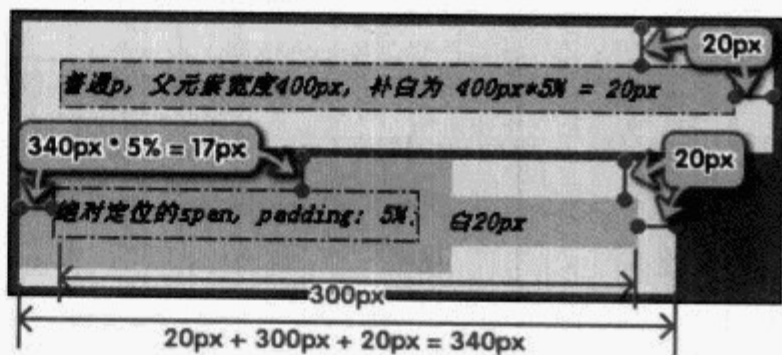 20px
普通p, 父元素宽度400px, 补白为 400px*5% = 20px
340px * 5% = 17px
20px
绝对定位的span, padding: 5%;
白20px
300px
20px + 300px + 20px = 340px